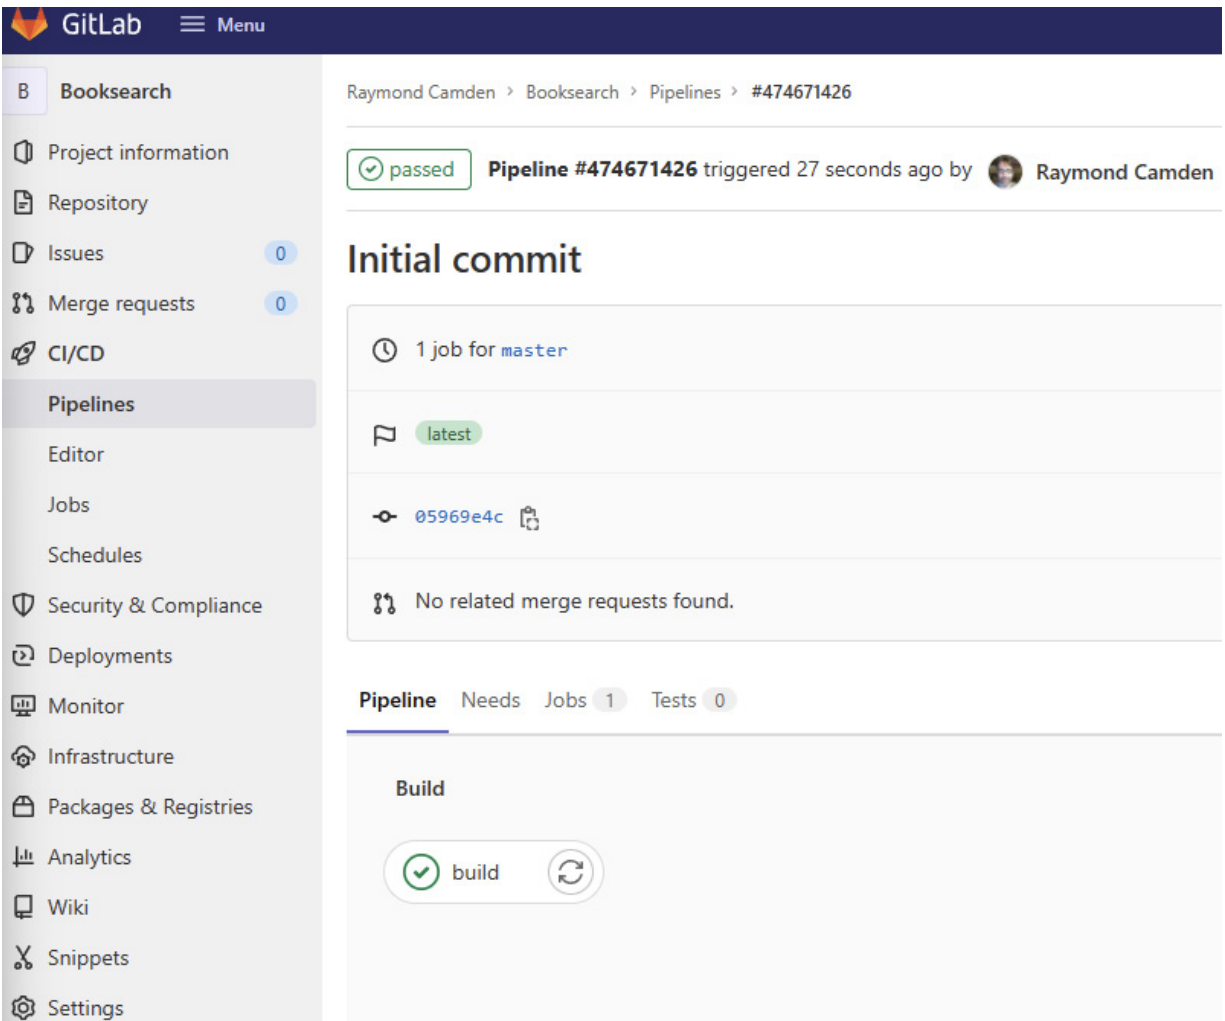 GitLab Menu
B Booksearch
Project information
Repository
Issues 0
Merge requests 0
CI/CD
Pipelines
Editor
Jobs
Schedules
Security & Compliance
Deployments
Monitor
Infrastructure
Packages & Registries
Analytics
Wiki
Snippets
Settings
Raymond Camden > Booksearch > Pipelines > #474671426
passed Pipeline #474671426 triggered 27 seconds ago by Raymond Camden
Initial commit
1 job for master
latest
05969e4c
No related merge requests found.
Pipeline Needs Jobs 1 Tests 0
Build
build